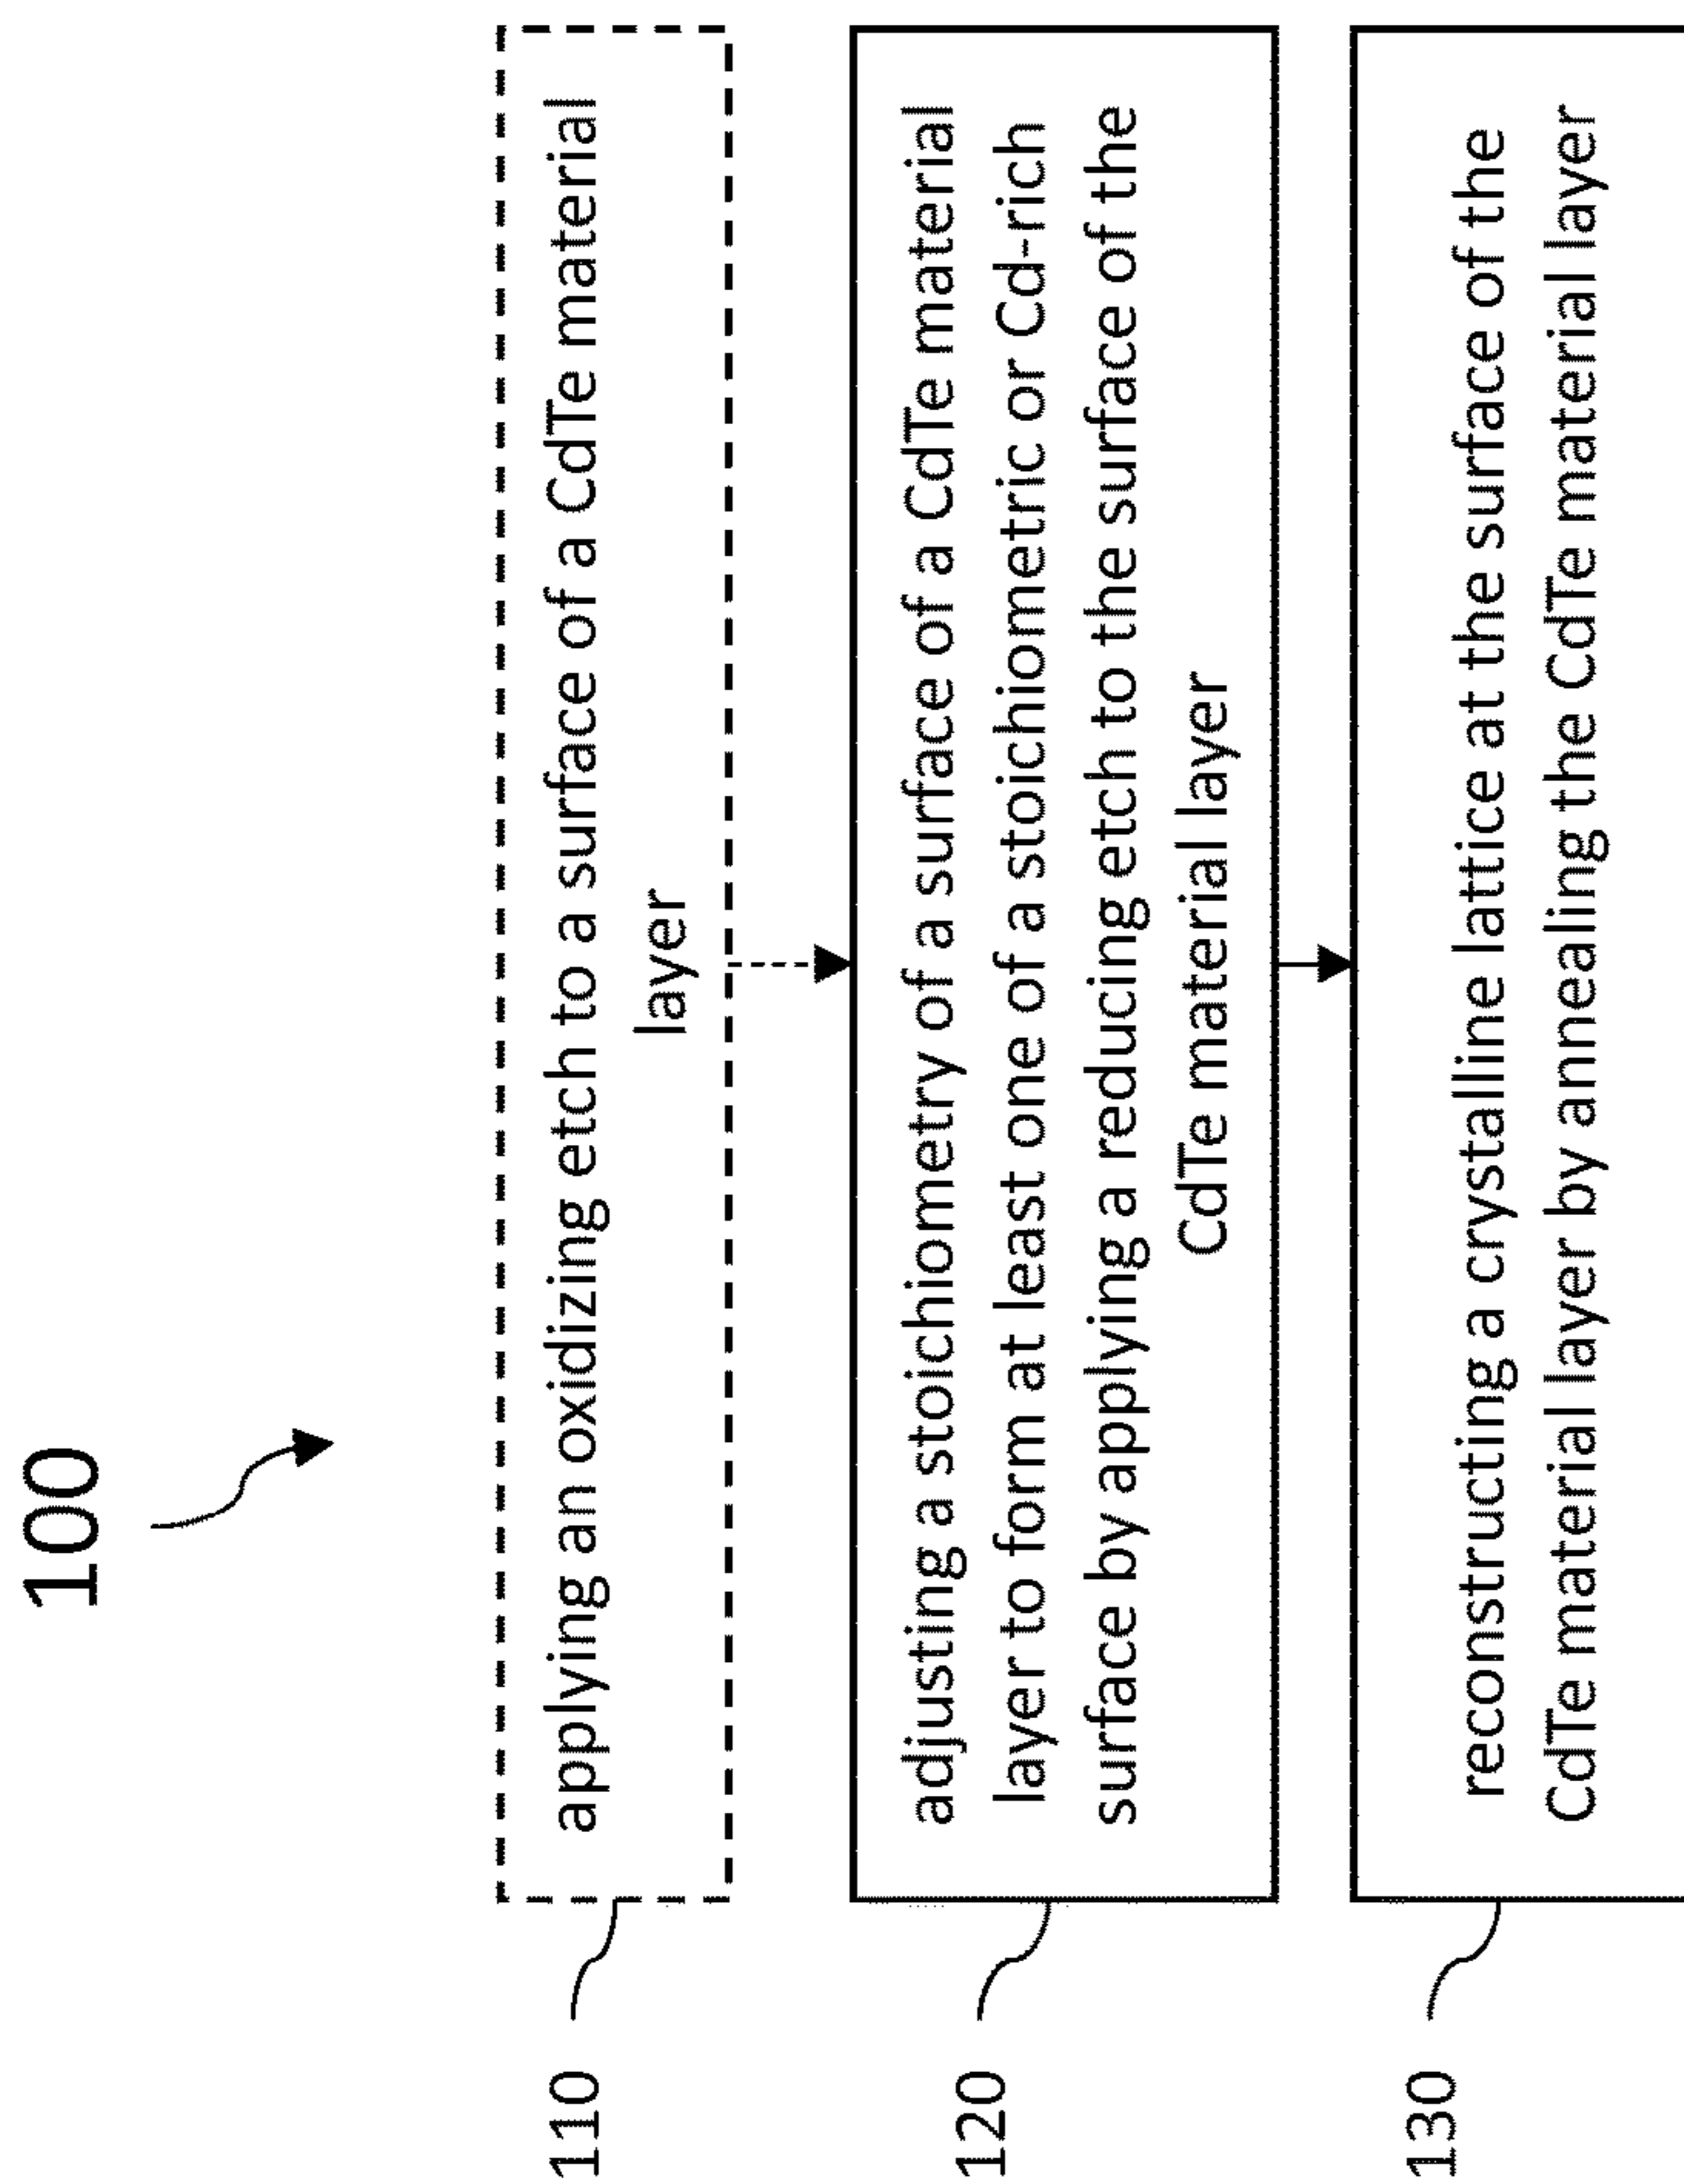 100
110
applying an oxidizing etch to a surface of a CdTe material
layer
120
adjusting a stoichiometry of a surface of a CdTe material
layer to form at least one of a stoichiometric or Cd-rich
surface by applying a reducing etch to the surface of the
CdTe material layer
130
reconstructing a crystalline lattice at the surface of the
CdTe material layer by annealing the CdTe material layer